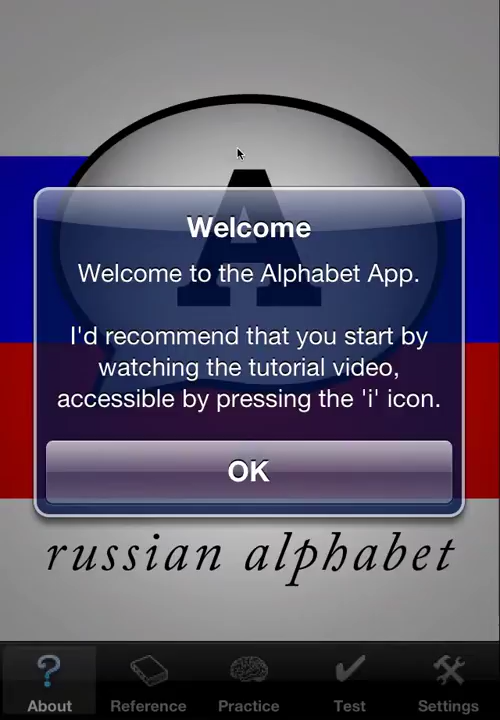 A
Welcome
Welcome to the Alphabet App.
I'd recommend that you start by
watching the tutorial video,
accessible by pressing the 'i' icon.
OK
russian alphabet
About Reference Practice Test Settings